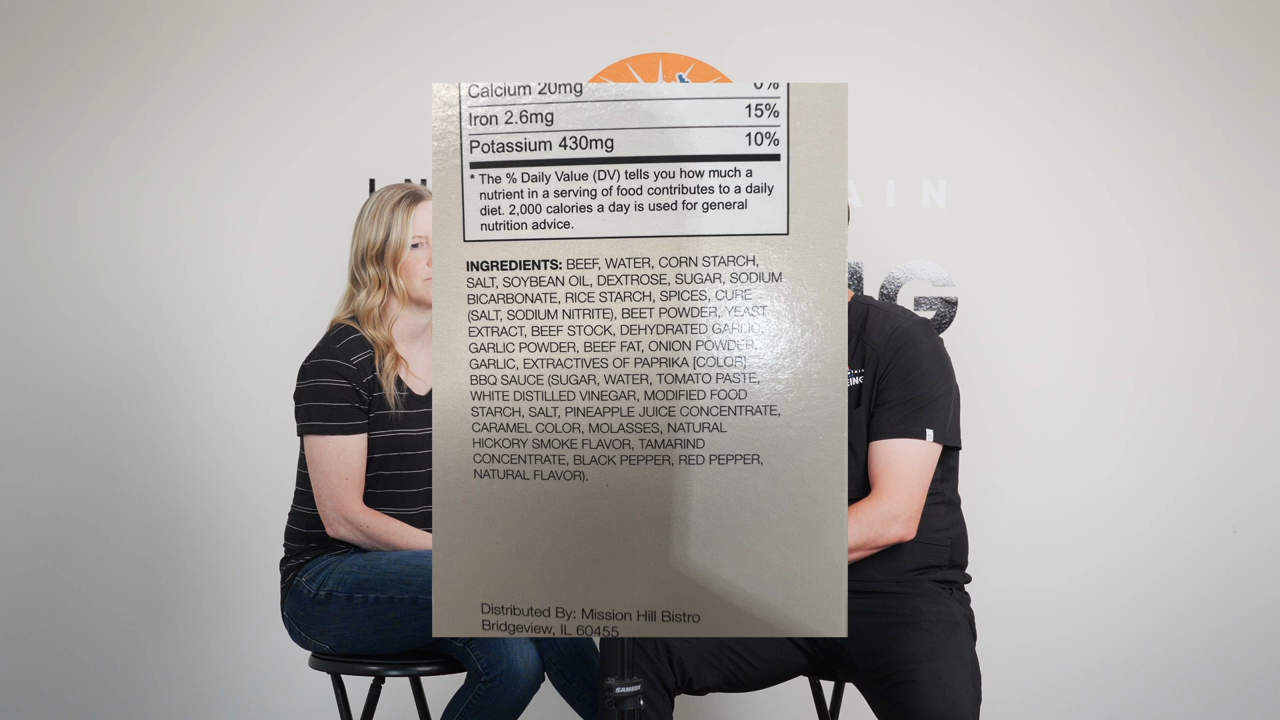 Calcium 20mg 0%
Iron 2.6mg 15%
Potassium 430mg 10%
* The % Daily Value (DV) tells you how much a
nutrient in a serving of food contributes to a daily
diet. 2,000 calories a day is used for general
nutrition advice.
INGREDIENTS: BEEF, WATER, CORN STARCH,
SALT, SOYBEAN OIL, DEXTROSE, SUGAR, SODIUM
BICARBONATE, RICE STARCH, SPICES, CURE
(SALT, SODIUM NITRITE), BEET POWDER, YEAST
EXTRACT, BEEF STOCK, DEHYDRATED GARLIC,
GARLIC POWDER, BEEF FAT, ONION POWDER,
GARLIC, EXTRACTIVES OF PAPRIKA [COLOR]
BBQ SAUCE (SUGAR, WATER, TOMATO PASTE,
WHITE DISTILLED VINEGAR, MODIFIED FOOD
STARCH, SALT, PINEAPPLE JUICE CONCENTRATE,
CARAMEL COLOR, MOLASSES, NATURAL
HICKORY SMOKE FLAVOR, TAMARIND
CONCENTRATE, BLACK PEPPER, RED PEPPER,
NATURAL FLAVOR).
Distributed By: Mission Hill Bistro
Bridgeview, IL 60455
SAMSON